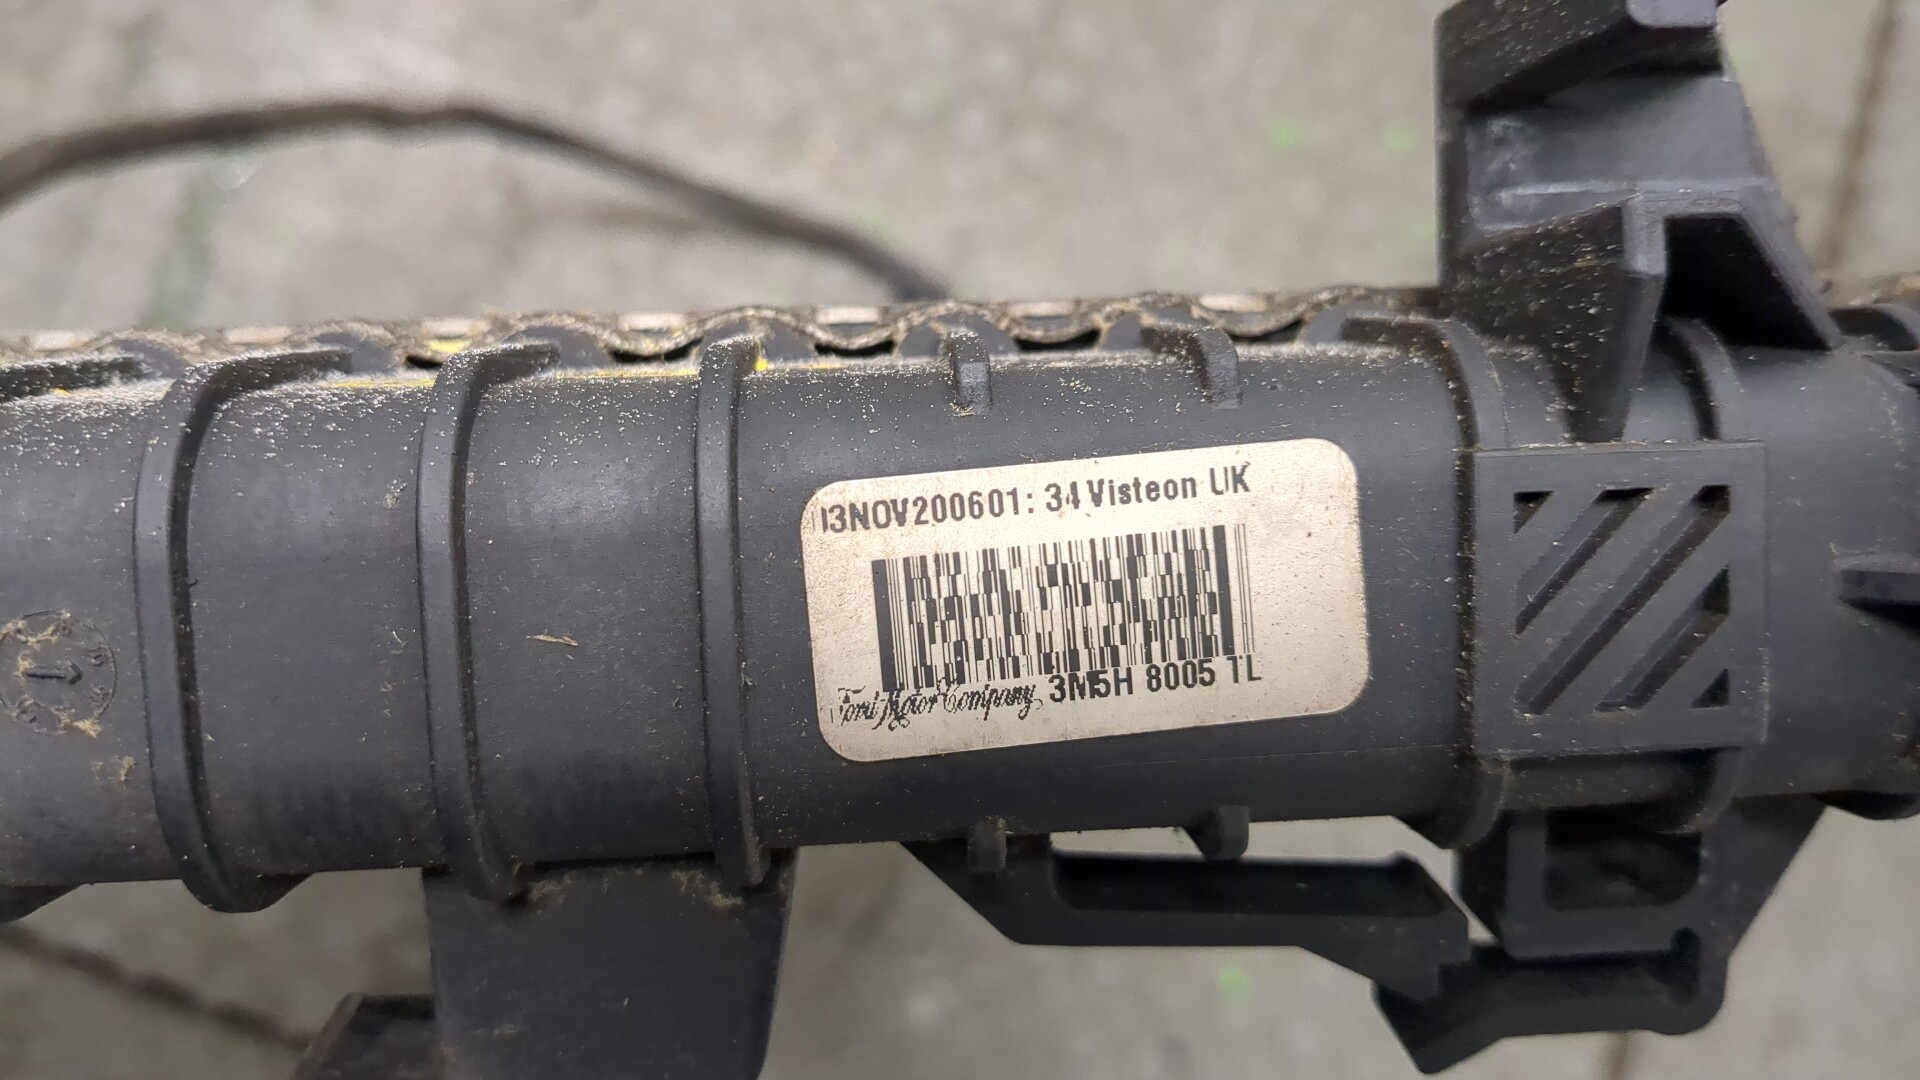 13NOV200601: 34 Visteon UK
Ford Motor Company 3M5H 8005 TL